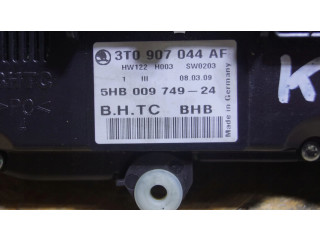 3T0 907 044 AF
HW122 H003 SW0203
1 III 08.03.09
5HB 009 749-24
B.H.TC BHB
Made in Germany
K